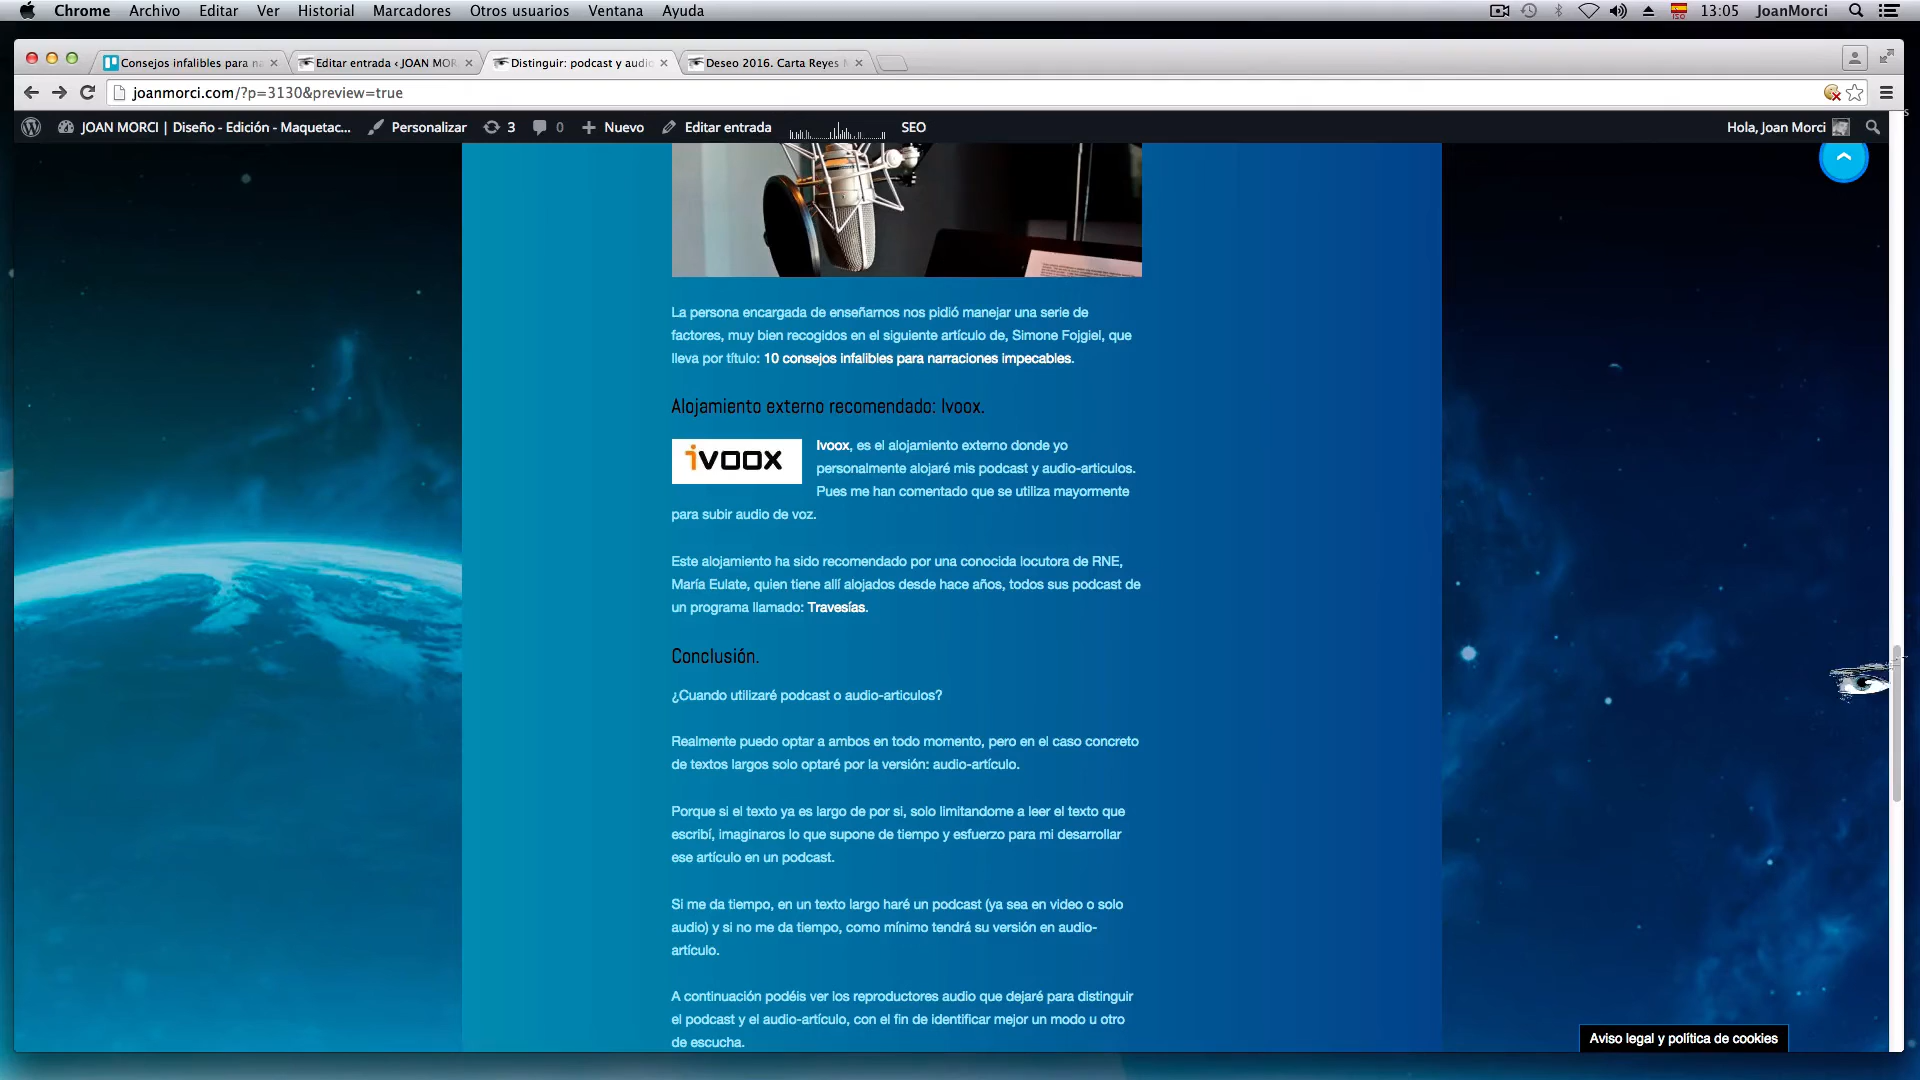 Chrome Archivo Editar Ver Historial Marcadores Otros usuarios Ventana Ayuda
ISO 13:05 JoanMorci
Consejos infalibles para na
Editar entrada ‹ JOAN MOR
Distinguir: podcast y audio
Deseo 2016. Carta Reyes M
joanmorci.com/?p=3130&preview=true
JOAN MORCI | Diseño - Edición - Maquetac... Personalizar 3 0 Nuevo Editar entrada SEO Hola, Joan Morci
La persona encargada de enseñarnos nos pidió manejar una serie de
factores, muy bien recogidos en el siguiente artículo de, Simone Fojgiel, que
lleva por título: 10 consejos infalibles para narraciones impecables.
Alojamiento externo recomendado: Ivoox.
ivoox
Ivoox, es el alojamiento externo donde yo
personalmente alojaré mis podcast y audio-articulos.
Pues me han comentado que se utiliza mayormente
para subir audio de voz.
Este alojamiento ha sido recomendado por una conocida locutora de RNE,
María Eulate, quien tiene allí alojados desde hace años, todos sus podcast de
un programa llamado: Travesías.
Conclusión.
¿Cuando utilizaré podcast o audio-articulos?
Realmente puedo optar a ambos en todo momento, pero en el caso concreto
de textos largos solo optaré por la versión: audio-artículo.
Porque si el texto ya es largo de por si, solo limitandome a leer el texto que
escribí, imaginaros lo que supone de tiempo y esfuerzo para mi desarrollar
ese artículo en un podcast.
Si me da tiempo, en un texto largo haré un podcast (ya sea en video o solo
audio) y si no me da tiempo, como mínimo tendrá su versión en audio-
artículo.
A continuación podéis ver los reproductores audio que dejaré para distinguir
el podcast y el audio-artículo, con el fin de identificar mejor un modo u otro
de escucha.
Aviso legal y política de cookies